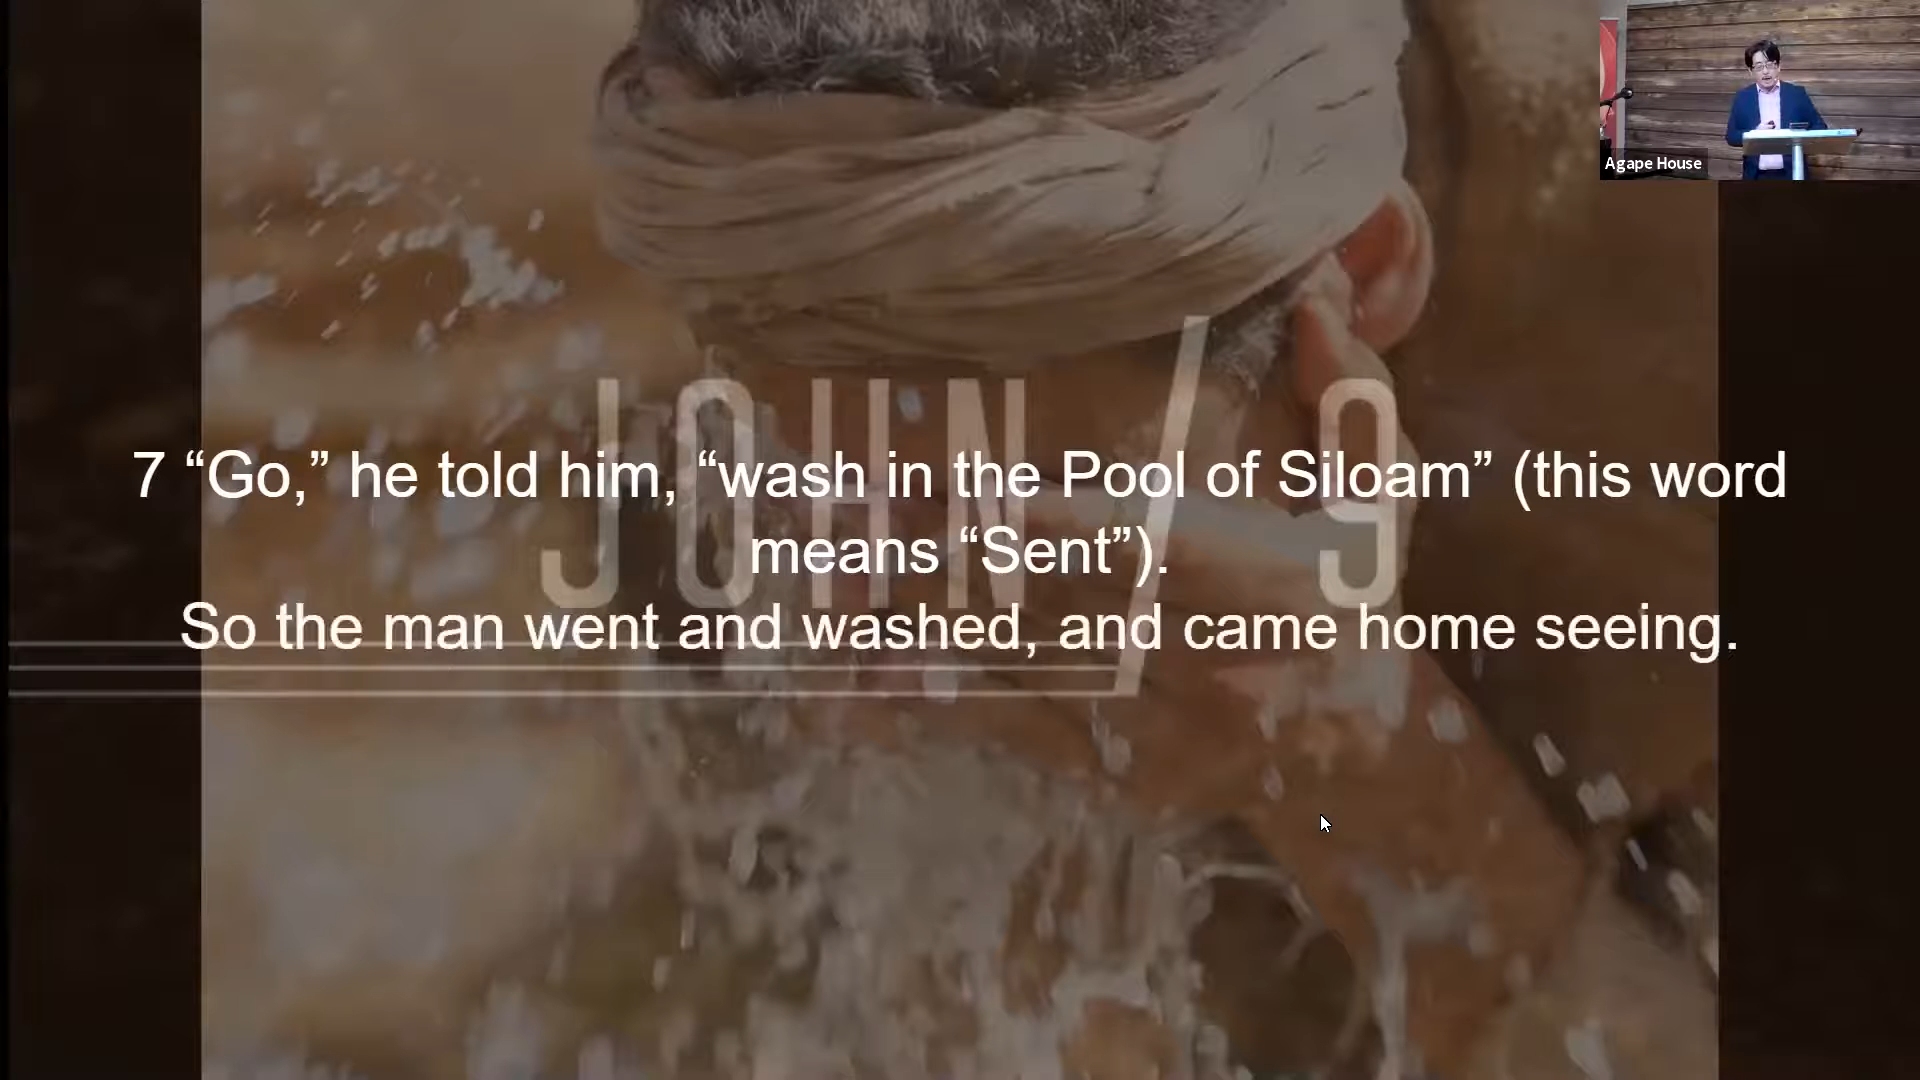 Agape House
JOHN / 9
7 “Go,” he told him, “wash in the Pool of Siloam” (this word
means “Sent”).
So the man went and washed, and came home seeing.